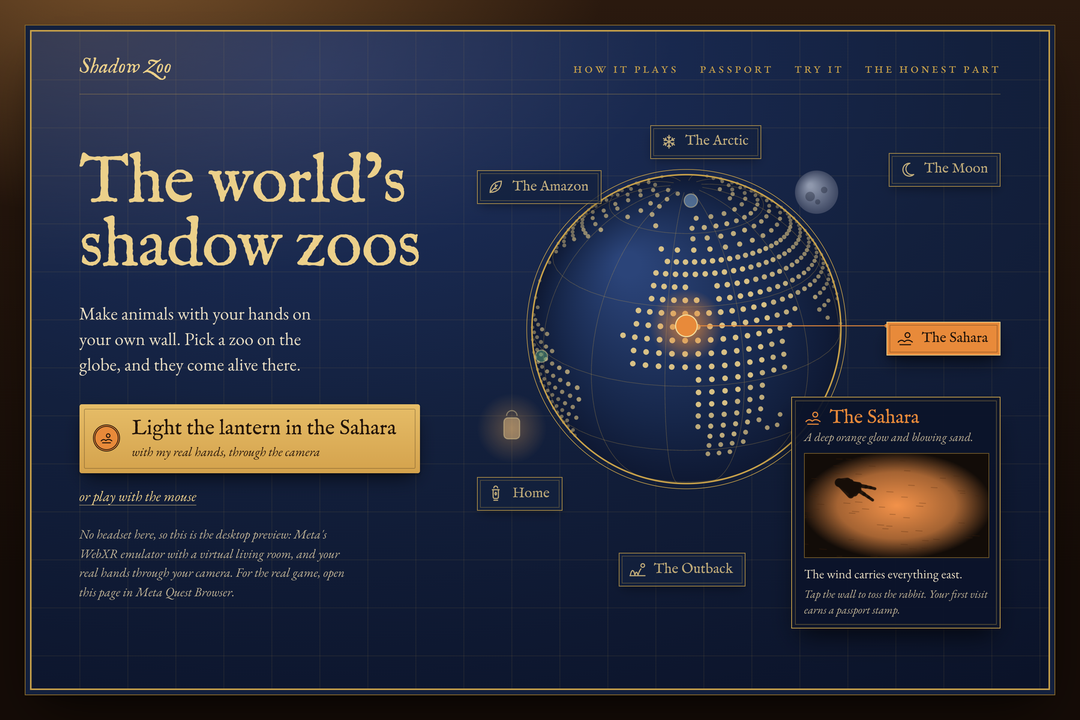 Shadow Zoo
HOW IT PLAYS
PASSPORT
TRY IT
THE HONEST PART
The world's
shadow zoos
Make animals with your hands on
your own wall. Pick a zoo on the
globe, and they come alive there.
Light the lantern in the Sahara
with my real hands, through the camera
or play with the mouse
No headset here, so this is the desktop preview: Meta's
WebXR emulator with a virtual living room, and your
real hands through your camera. For the real game, open
this page in Meta Quest Browser.
The Arctic
The Moon
The Amazon
The Sahara
Home
The Outback
The Sahara
A deep orange glow and blowing sand.
The wind carries everything east.
Tap the wall to toss the rabbit. Your first visit
earns a passport stamp.